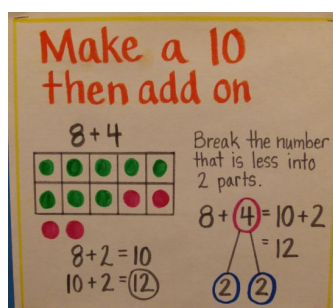 Make a 10
then add on
8+4
8+2=10
10+2=12
Break the number
that is less into
2 parts.
8+4=10+2
=12
2 2